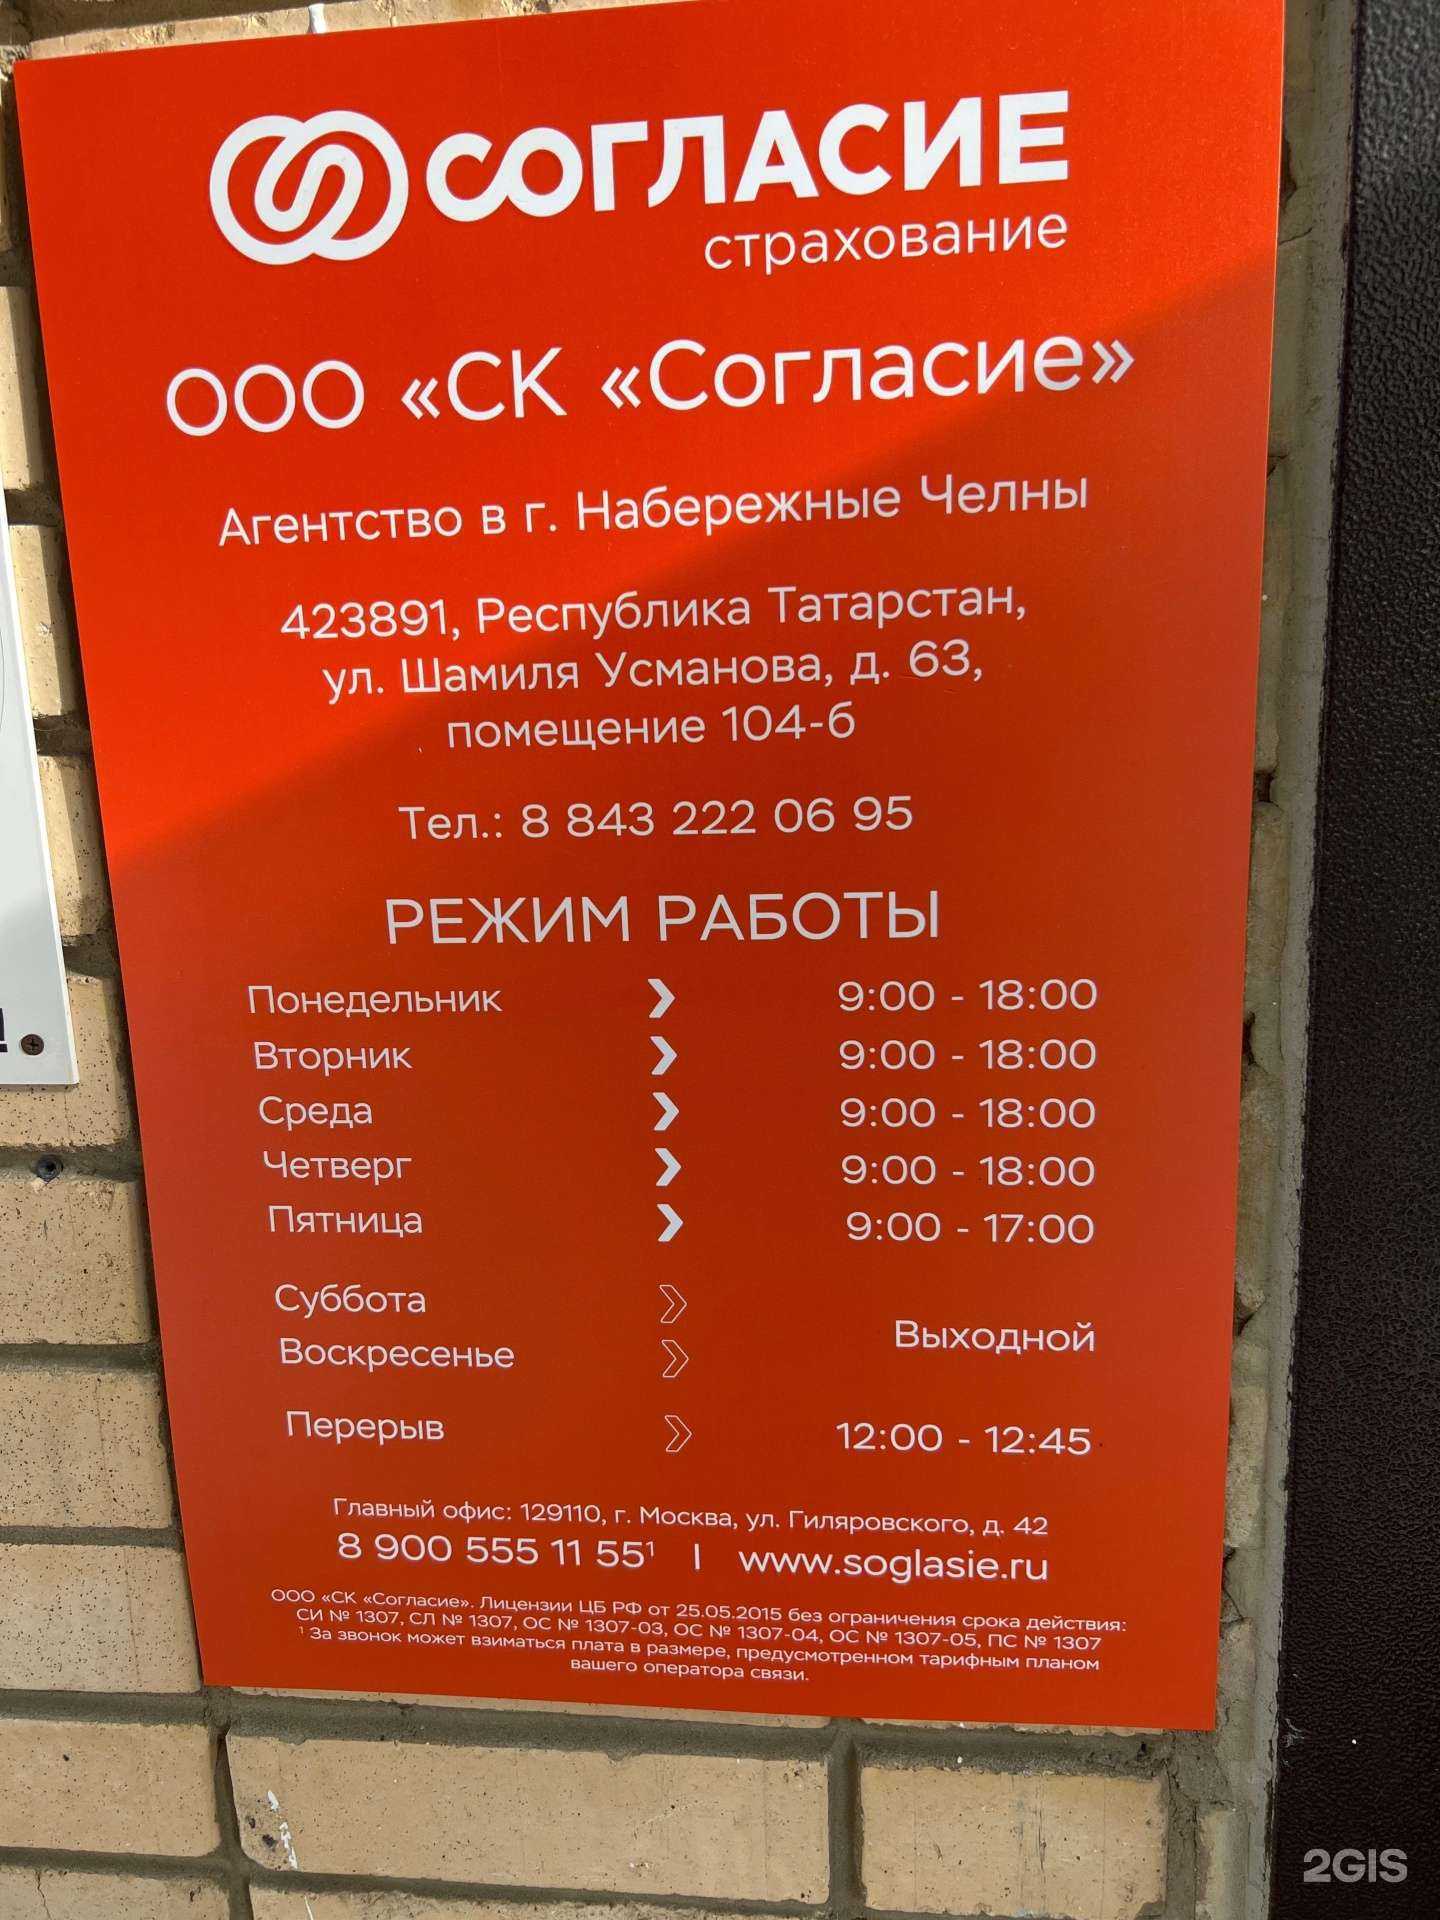 СОГЛАСИЕ
страхование
ООО «СК «Согласие»
Агентство в г. Набережные Челны
423891, Республика Татарстан,
ул. Шамиля Усманова, д. 63,
помещение 104-б
Тел.: 8 843 222 06 95
РЕЖИМ РАБОТЫ
Понедельник 9:00 - 18:00
Вторник 9:00 - 18:00
Среда 9:00 - 18:00
Четверг 9:00 - 18:00
Пятница 9:00 - 17:00
Суббота
Выходной
Воскресенье
Перерыв 12:00 - 12:45
Главный офис: 129110, г. Москва, ул. Гиляровского, д. 42
8 900 555 11 55¹ | www.soglasie.ru
ООО «СК «Согласие». Лицензии ЦБ РФ от 25.05.2015 без ограничения срока действия:
СИ № 1307, СЛ № 1307, ОС № 1307-03, ОС № 1307-04, ОС № 1307-05, ПС № 1307
¹ За звонок может взиматься плата в размере, предусмотренном тарифным планом
вашего оператора связи.
2GIS